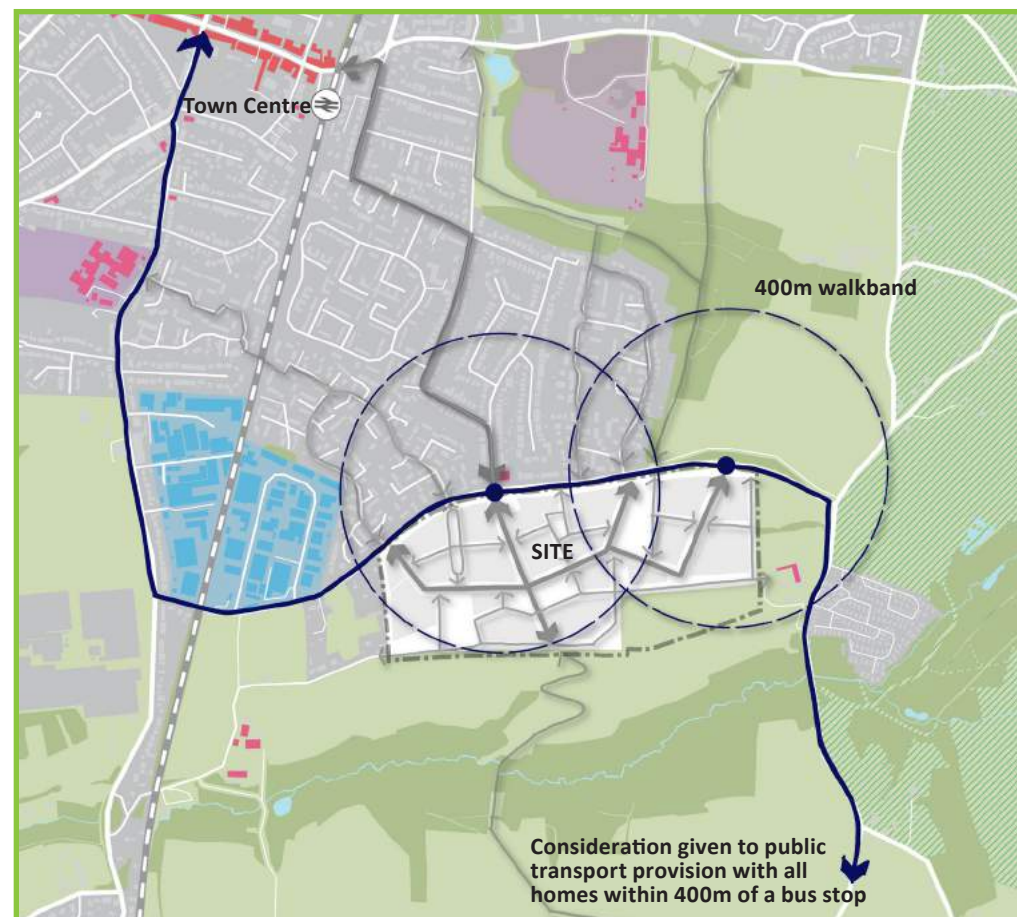 Town Centre
400m walkband
SITE
Consideration given to public
transport provision with all
homes within 400m of a bus stop